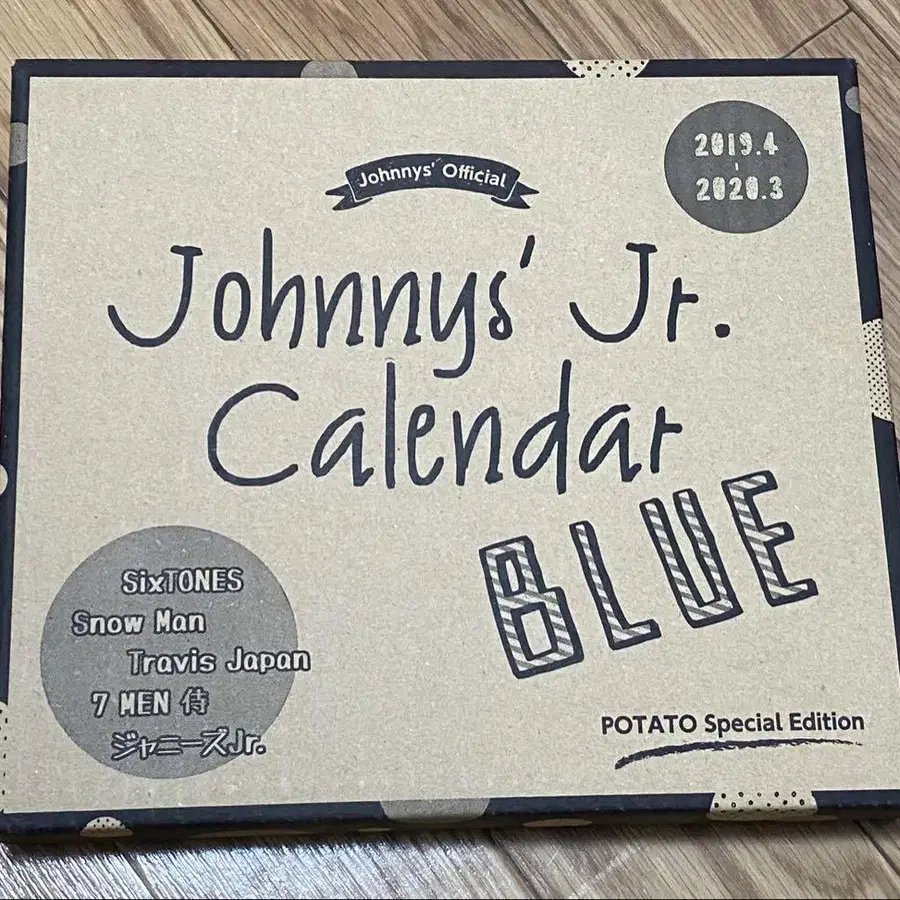 Johnnys' Official
2019.4
-
2020.3
Johnnys' Jr.
Calendar
BLUE
SixTONES
Snow Man
Travis Japan
7 MEN 侍
ジャニーズJr.
POTATO Special Edition